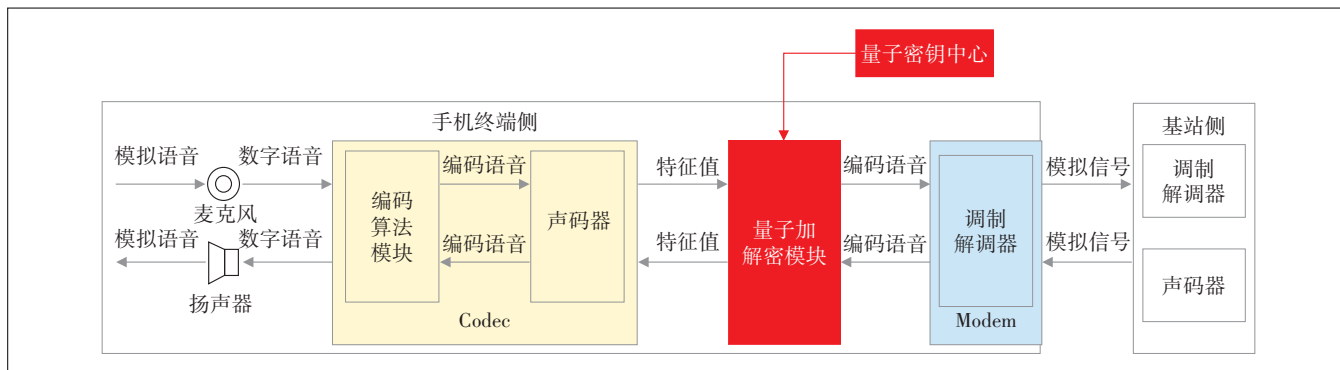 量子密钥中心
手机终端侧
基站侧
模拟语音
数字语音
编码语音
特征值
编码语音
模拟信号
调制
解调器
麦克风
编码
算法
模块
声码器
量子加
解密模块
调制
解调器
模拟语音
数字语音
编码语音
特征值
编码语音
模拟信号
声码器
扬声器
Codec
Modem